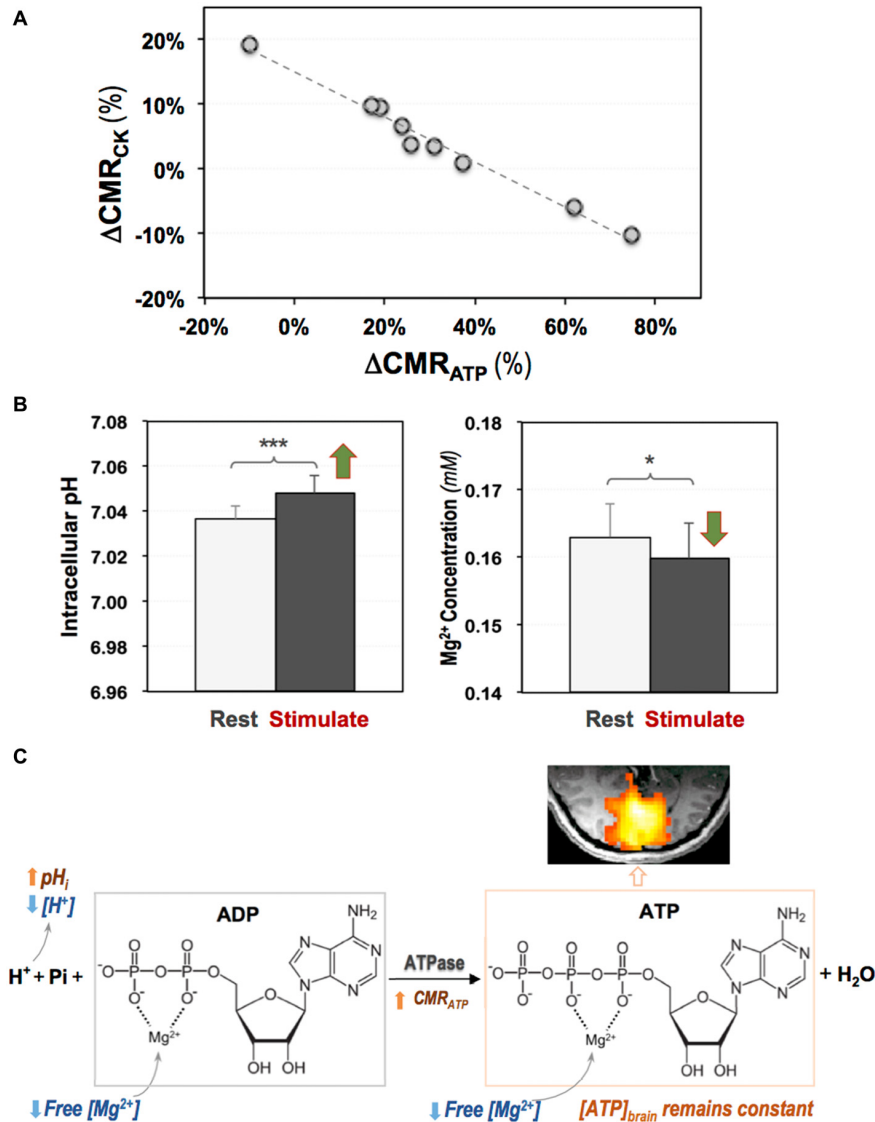 A
20%
10%
0%
-10%
-20%
ΔCMR_CK (%)
-20% 0% 20% 40% 60% 80%
ΔCMR_ATP (%)
B
7.08
7.06
7.04
7.02
7.00
6.98
6.96
Intracellular pH
***
Rest Stimulate
0.18
0.17
0.16
0.15
0.14
Mg²⁺ Concentration (mM)
*
Rest Stimulate
C
pH_i
[H⁺]
H⁺ + Pi +
ADP
NH₂
O O
⁻O P O P O
O⁻ O⁻
N N
N N
O
Mg²⁺
OH OH
Free [Mg²⁺]
ATPase
CMR_ATP
ATP
NH₂
O O O
⁻O P O P O P O
O⁻ O⁻ O⁻
N N
N N
O
Mg²⁺
OH OH
+ H₂O
Free [Mg²⁺]
[ATP]_brain remains constant